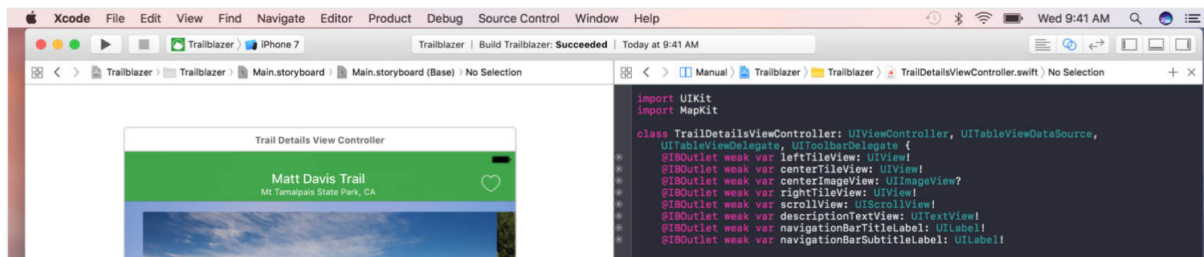 Xcode File Edit View Find Navigate Editor Product Debug Source Control Window Help Wed 9:41 AM
Trailblazer iPhone 7 Trailblazer | Build Trailblazer: Succeeded | Today at 9:41 AM
Trailblazer Trailblazer Main.storyboard Main.storyboard (Base) No Selection
Manual Trailblazer Trailblazer TrailDetailsViewController.swift No Selection
Trail Details View Controller
Matt Davis Trail
Mt Tamalpais State Park, CA
import UIKit
import MapKit
class TrailDetailsViewController: UIViewController, UITableViewDataSource,
UITableViewDelegate, UIToolbarDelegate {
@IBOutlet weak var leftTileView: UIView!
@IBOutlet weak var centerTileView: UIView!
@IBOutlet weak var centerImageView: UIImageView?
@IBOutlet weak var rightTileView: UIView!
@IBOutlet weak var scrollView: UIScrollView!
@IBOutlet weak var descriptionTextView: UITextView!
@IBOutlet weak var navigationBarTitleLabel: UILabel!
@IBOutlet weak var navigationBarSubtitleLabel: UILabel!